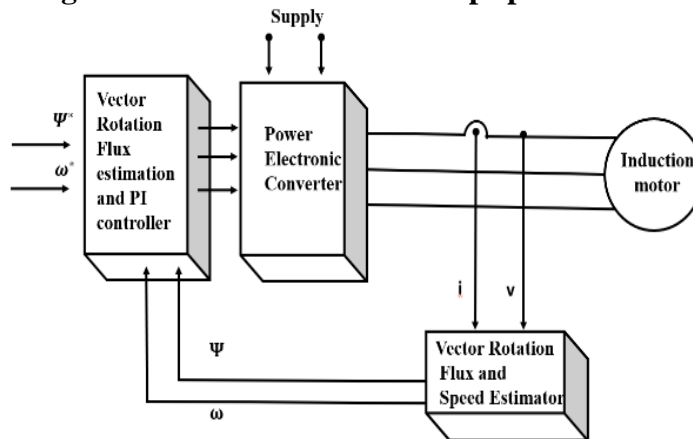 Supply
Ψ*
ω*
Vector
Rotation
Flux
estimation
and PI
controller
Power
Electronic
Converter
Induction
motor
i
v
Vector Rotation
Flux and
Speed Estimator
Ψ
ω